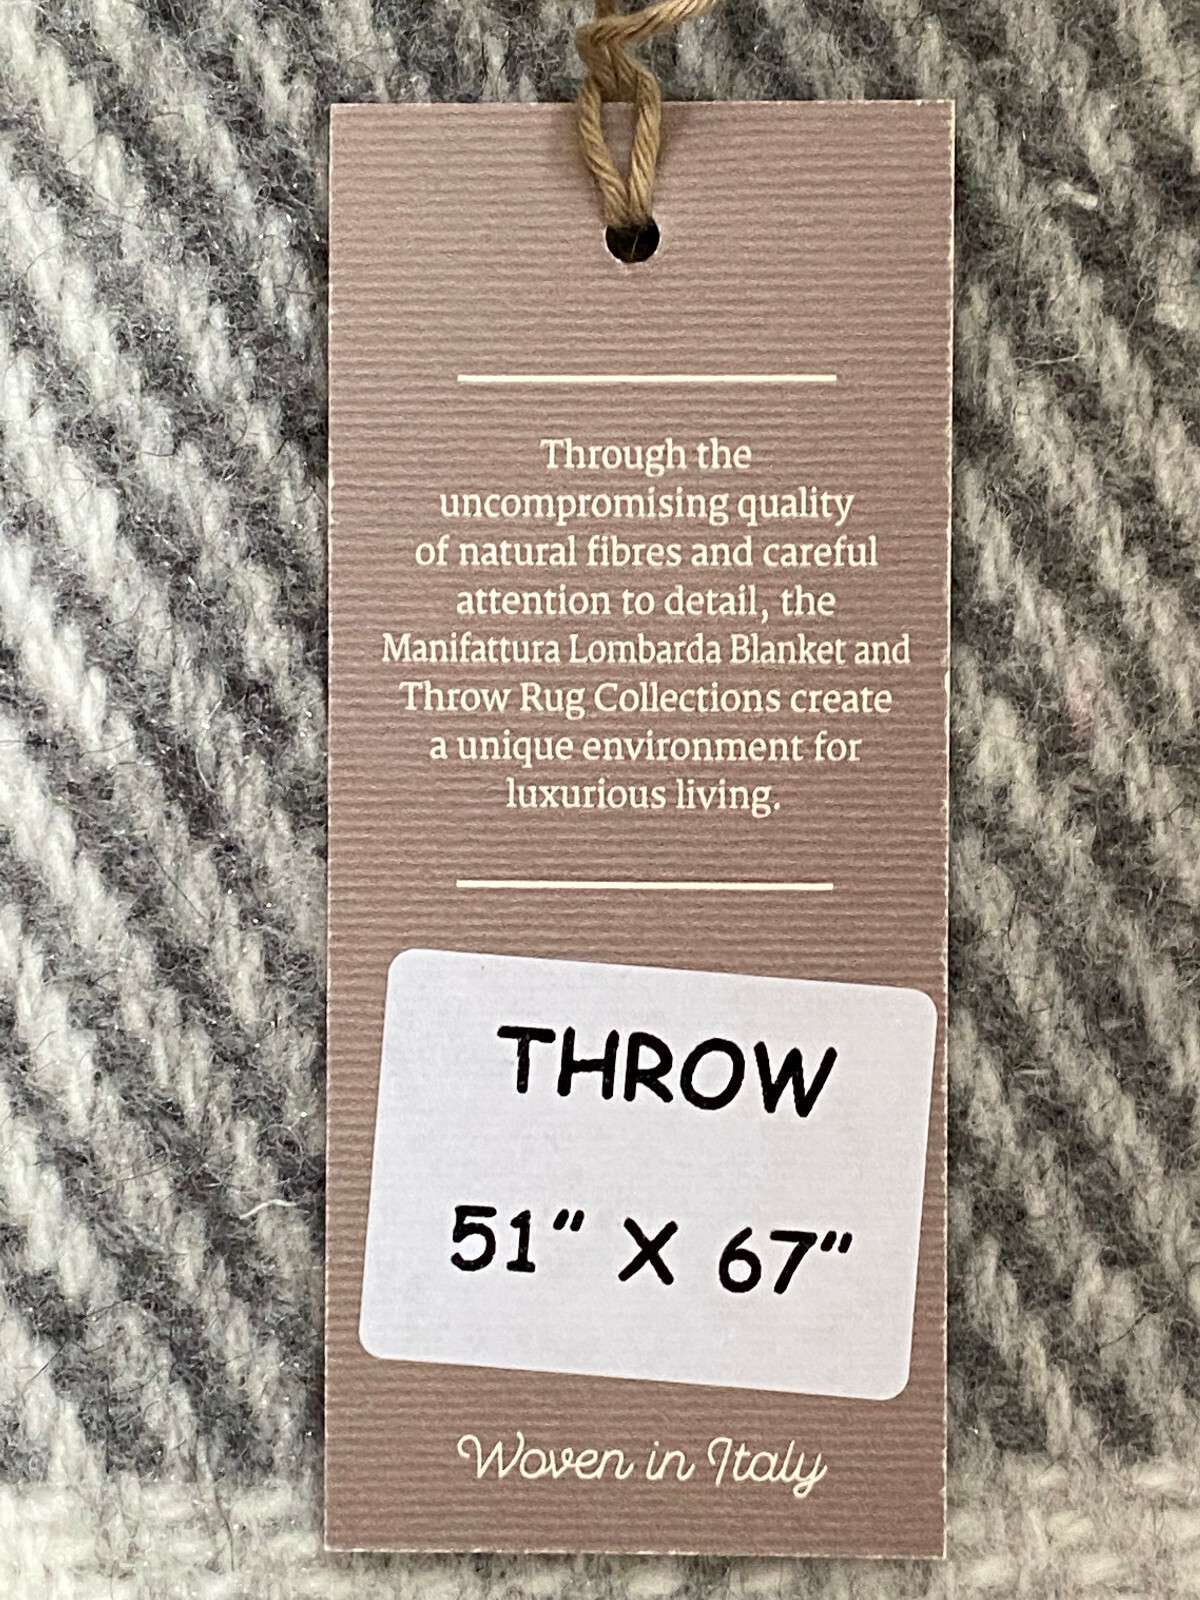 Through the
uncompromising quality
of natural fibres and careful
attention to detail, the
Manifattura Lombarda Blanket and
Throw Rug Collections create
a unique environment for
luxurious living.
THROW
51" X 67"
Woven in Italy